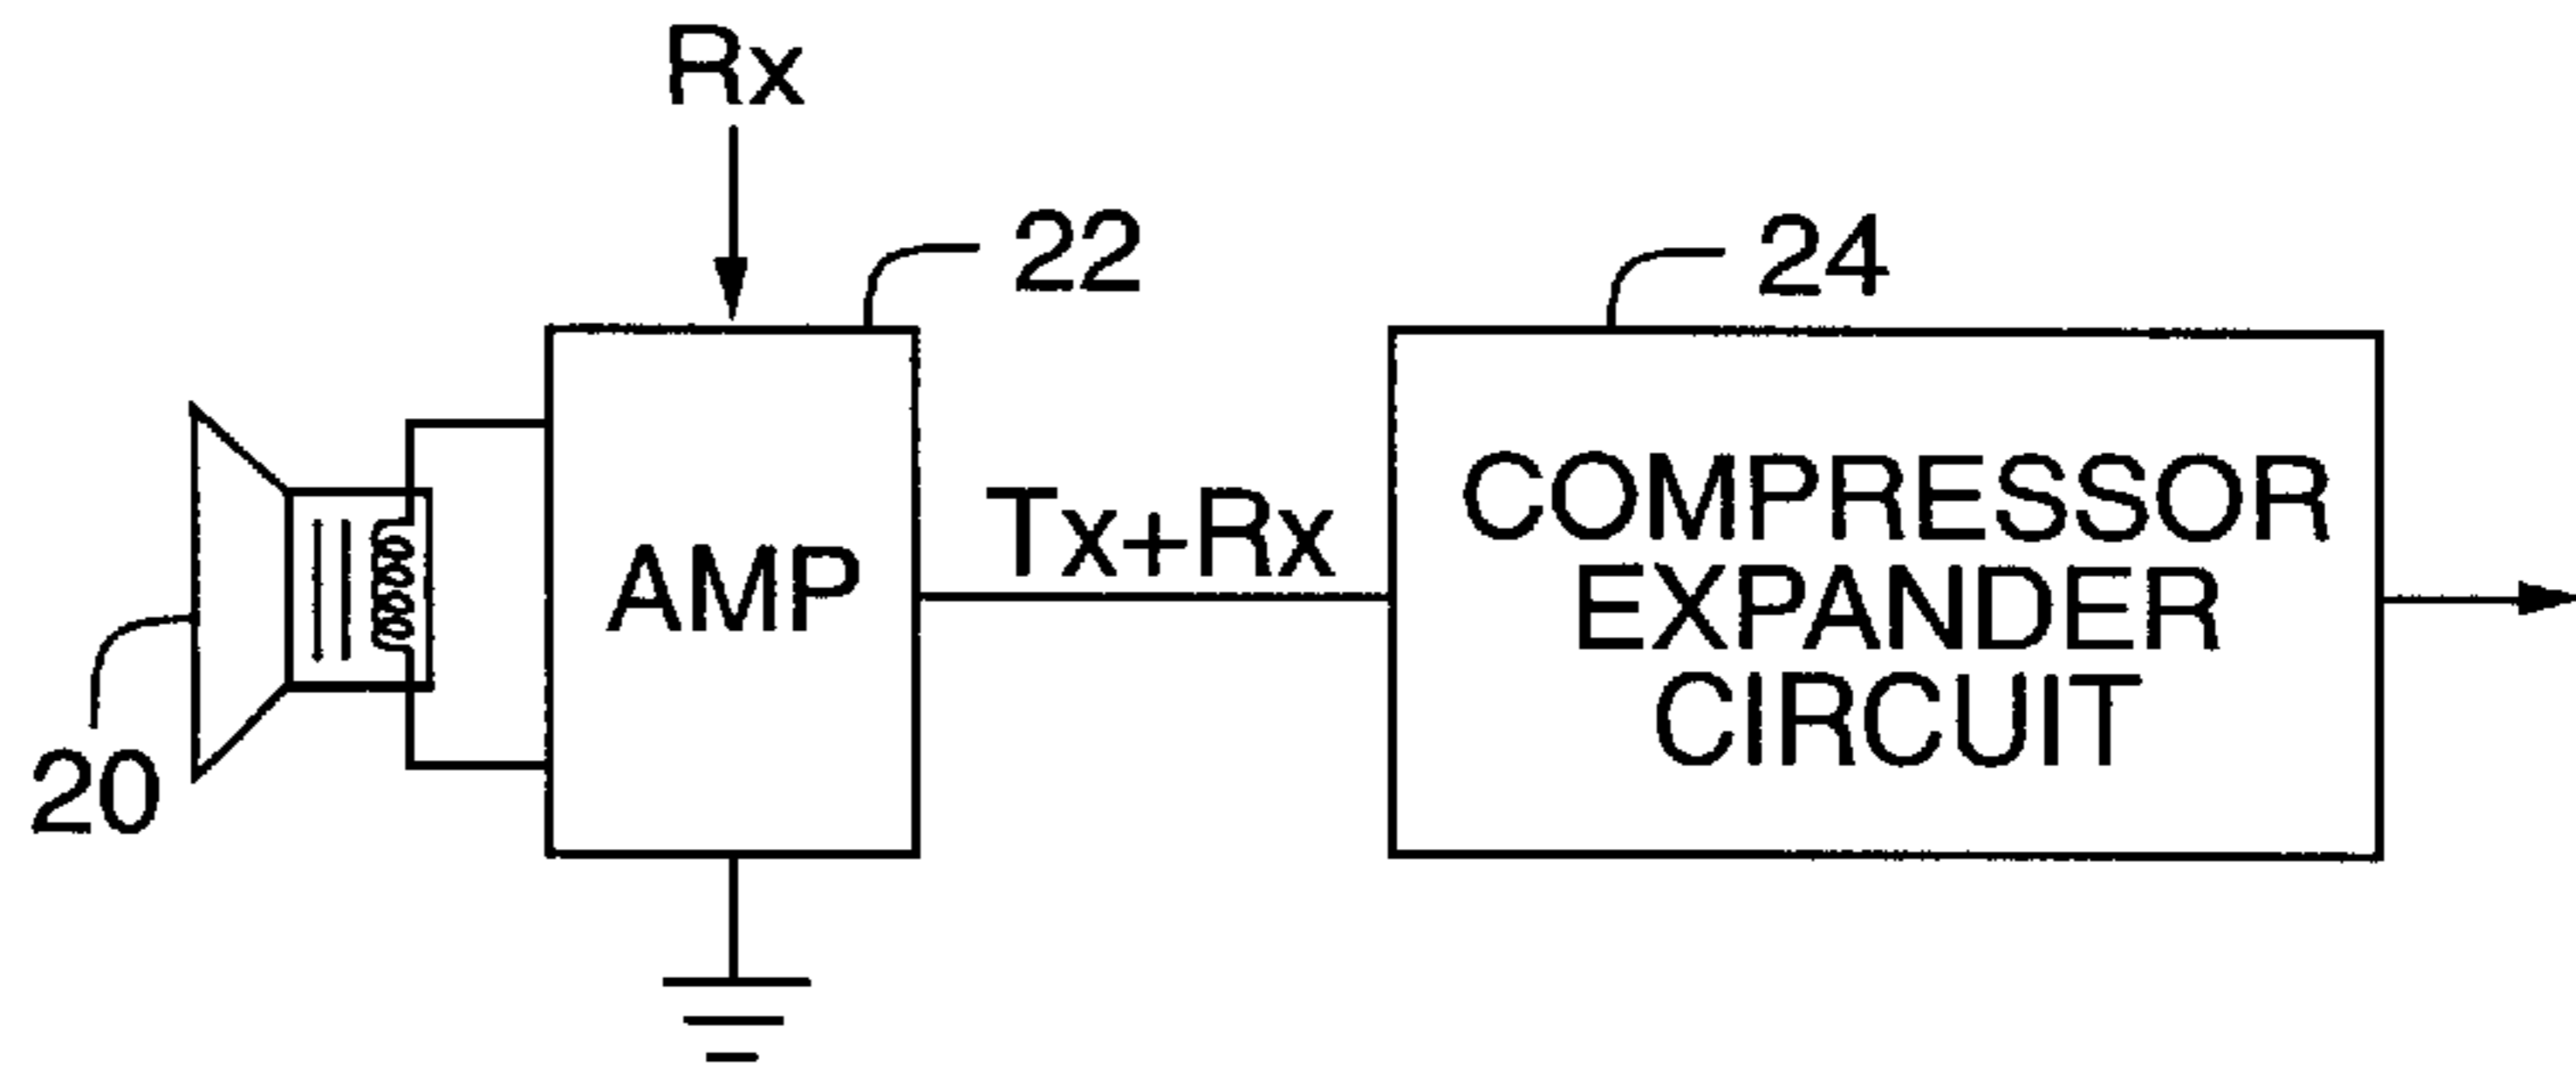 Rx
22
24
AMP
Tx+Rx
COMPRESSOR
EXPANDER
CIRCUIT
20